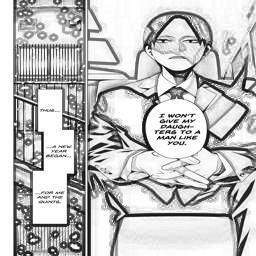 I WON'T
GIVE MY
DAUGH-
TERS TO A
MAN LIKE
YOU.
THUS...
...A NEW
YEAR
BEGAN...
...FOR ME
AND THE
QUINTS.